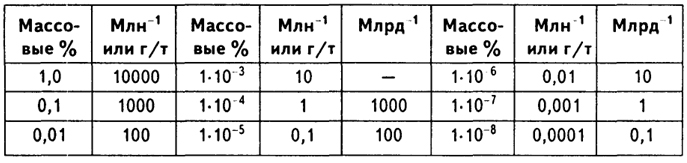 Массо- Млн⁻¹ Массо- Млн⁻¹ Млрд⁻¹ Массо- Млн⁻¹ Млрд⁻¹
вые % или г/т вые % или г/т вые % или г/т
1,0 10000 1·10⁻³ 10 — 1·10⁻⁶ 0,01 10
0,1 1000 1·10⁻⁴ 1 1000 1·10⁻⁷ 0,001 1
0,01 100 1·10⁻⁵ 0,1 100 1·10⁻⁸ 0,0001 0,1